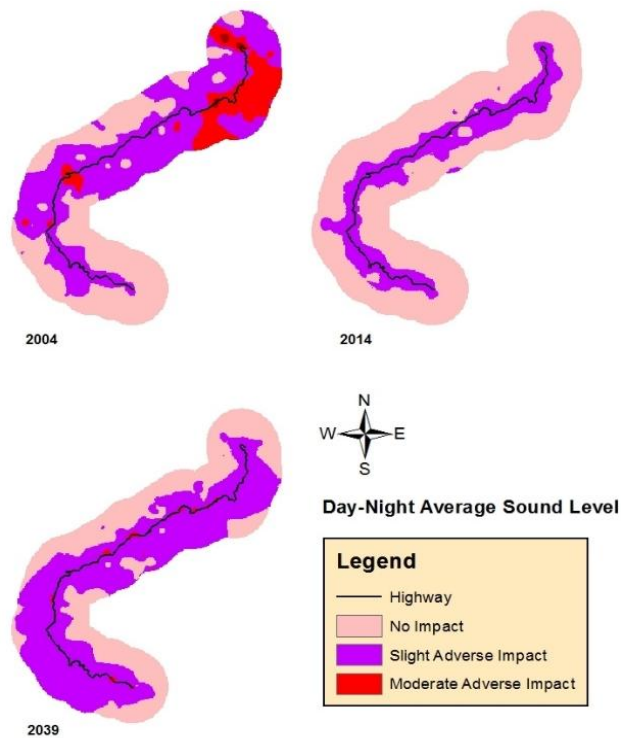 2004
2014
N
W E
S
Day-Night Average Sound Level
Legend
Highway
No Impact
Slight Adverse Impact
Moderate Adverse Impact
2039